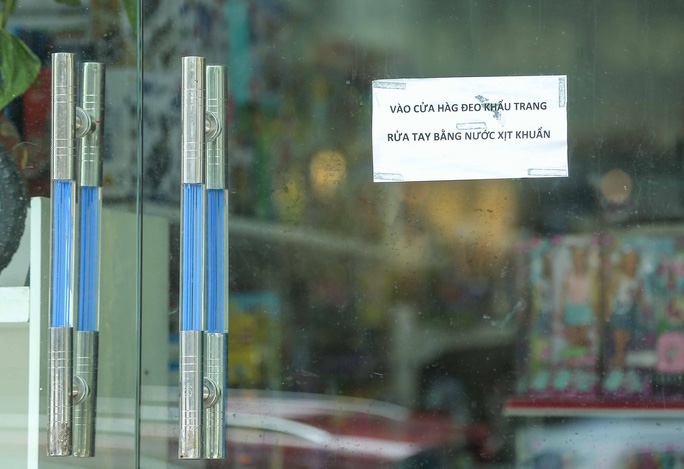 VÀO CỬA HÀG ĐEO KHẨU TRANG
RỬA TAY BẰNG NƯỚC XỊT KHUẨN